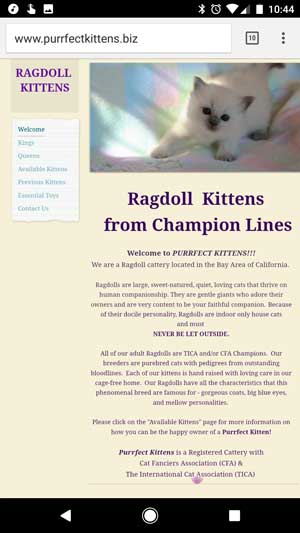 10:44
www.purrfectkittens.biz
10
RAGDOLL
KITTENS
Welcome
Kings
Queens
Available Kittens
Previous Kittens
Essential Toys
Contact Us
Ragdoll Kittens
from Champion Lines
Welcome to PURRFECT KITTENS!!!
We are a Ragdoll cattery located in the Bay Area of California.
Ragdolls are large, sweet-natured, quiet, loving cats that thrive on
human companionship. They are gentle giants who adore their
owners and are very content to be your faithful companion. Because
of their docile personality, Ragdolls are indoor only house cats
and must
NEVER BE LET OUTSIDE.
All of our adult Ragdolls are TICA and/or CFA Champions. Our
breeders are purebred cats with pedigrees from outstanding
bloodlines. Each of our kittens is hand raised with loving care in our
cage-free home. Our Ragdolls have all the characteristics that this
phenomenal breed are famous for - gorgeous coats, big blue eyes,
and mellow personalities.
Please click on the "Available Kittens" page for more information on
how you can be the happy owner of a Purrfect Kitten!
Purrfect Kittens is a Registered Cattery with
Cat Fanciers Association (CFA) &
The International Cat Association (TICA)